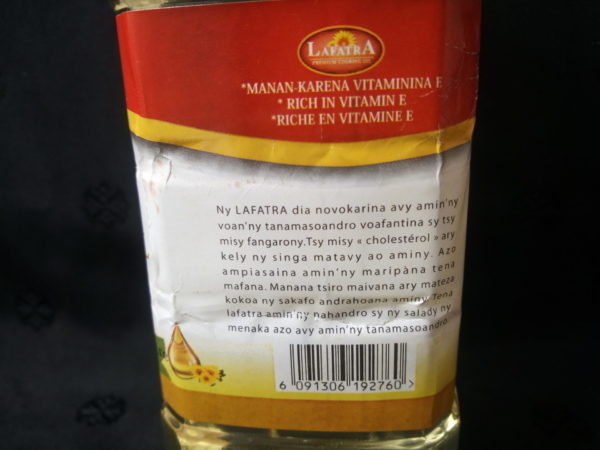 LAFATRA
PREMIUM COOKING OIL
*MANAN-KARENA VITAMININA E
* RICH IN VITAMIN E
*RICHE EN VITAMINE E
Ny LAFATRA dia novokarina avy amin'ny
voan'ny tanamasoandro voafantina sy tsy
misy fangarony.Tsy misy « cholestérol » ary
kely ny singa matavy ao aminy. Azo
ampiasaina amin'ny maripàna tena
mafana. Manana tsiro maivana ary mateza
kokoa ny sakafo andrahoana aminy. Tena
lafatra amin'ny nahandro sy ny salady ny
menaka azo avy amin'ny tanamasoandro.
6 091306 192760 >